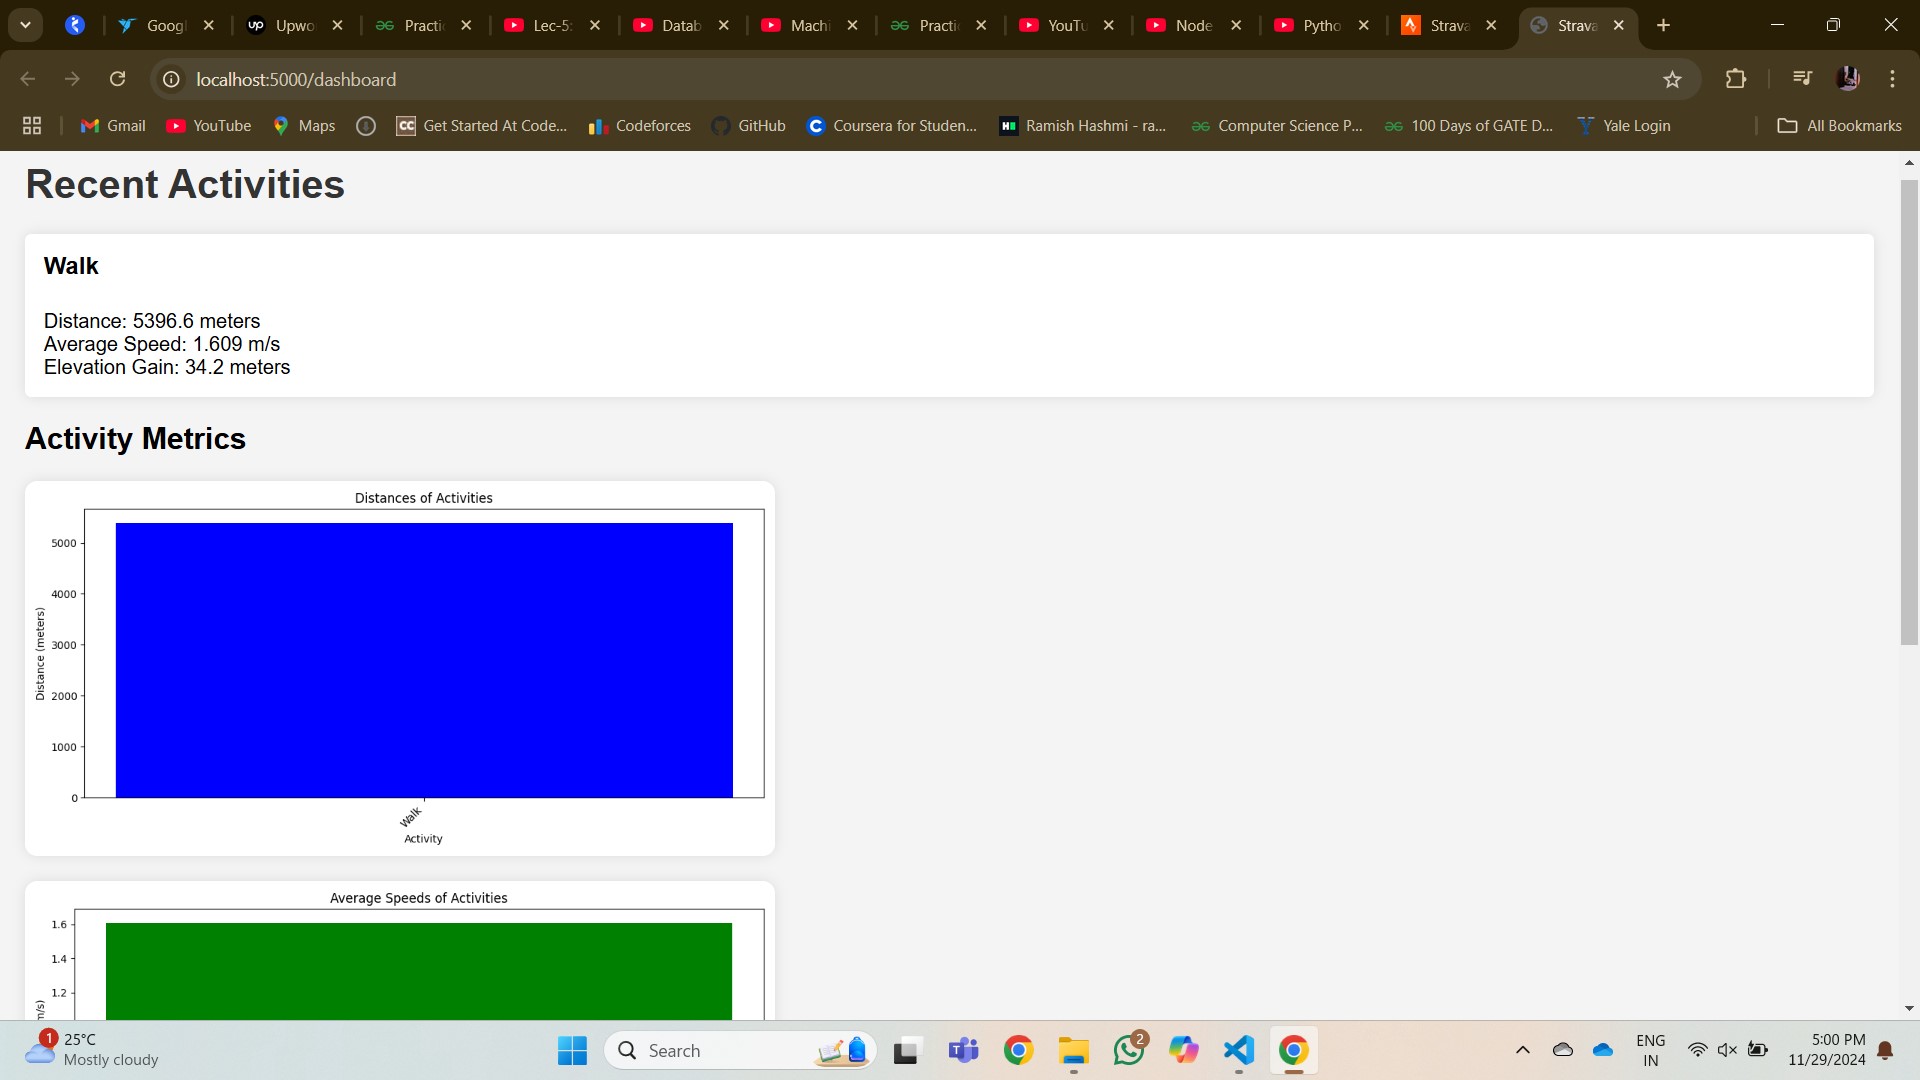 Googl
Upwo
Practic
Lec-5:
Datab
Machi
Practic
YouTu
Node
Pytho
Strava
Strava
localhost:5000/dashboard
Gmail
YouTube
Maps
CC Get Started At Code...
Codeforces
GitHub
Coursera for Studen...
Ramish Hashmi - ra...
Computer Science P...
100 Days of GATE D...
Yale Login
All Bookmarks
Recent Activities
Walk
Distance: 5396.6 meters
Average Speed: 1.609 m/s
Elevation Gain: 34.2 meters
Activity Metrics
Distances of Activities
Distance (meters)
5000
4000
3000
2000
1000
0
Walk
Activity
Average Speeds of Activities
1.6
1.4
1.2
m/s)
1
25°C
Mostly cloudy
Search
2
ENG
IN
5:00 PM
11/29/2024